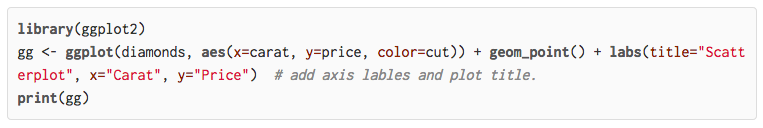 library(ggplot2)
gg <- ggplot(diamonds, aes(x=carat, y=price, color=cut)) + geom_point() + labs(title="Scatt
erplot", x="Carat", y="Price")  # add axis lables and plot title.
print(gg)